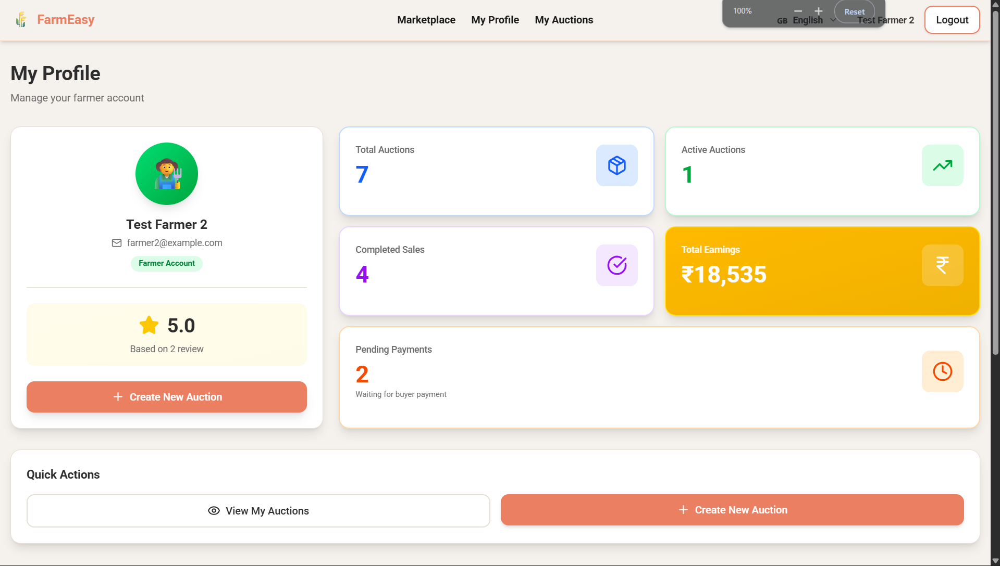 FarmEasy
Marketplace
My Profile
My Auctions
100%
Reset
GB English
Test Farmer 2
Logout
My Profile
Manage your farmer account
Test Farmer 2
farmer2@example.com
Farmer Account
5.0
Based on 2 review
Create New Auction
Total Auctions
7
Active Auctions
1
Completed Sales
4
Total Earnings
₹18,535
Pending Payments
2
Waiting for buyer payment
Quick Actions
View My Auctions
Create New Auction